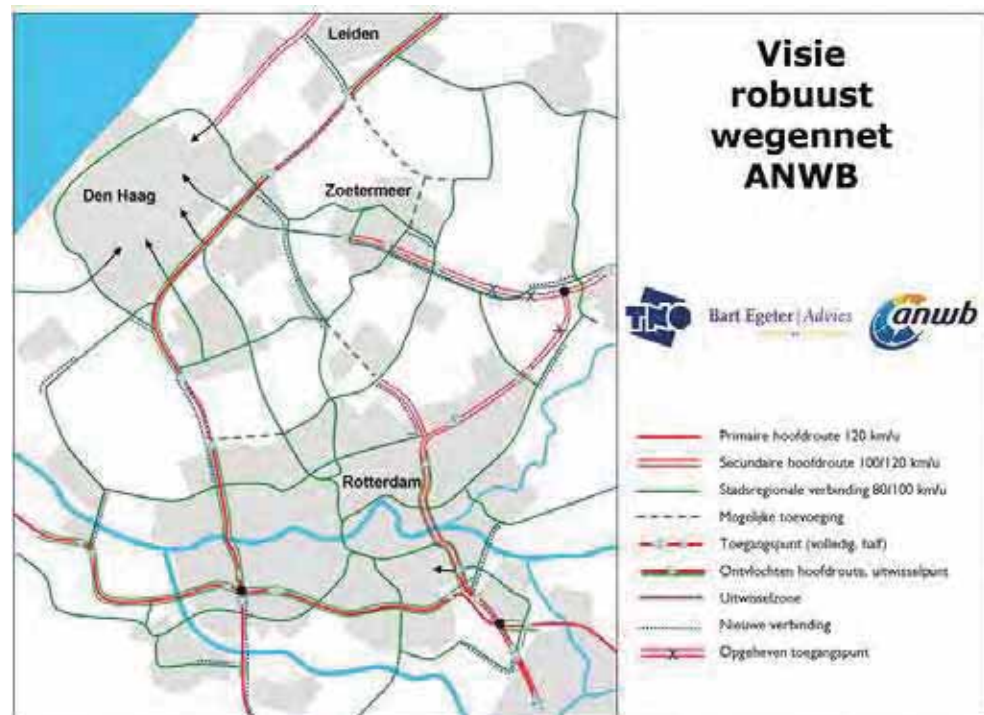 Visie
robuust
wegennet
ANWB
Leiden
Den Haag
Zoetermeer
Rotterdam
TNO
Bart Egeter | Advies
anwb
Primaire hoofdroute 120 km/u
Secundaire hoofdroute 100/120 km/u
Stadsregionale verbinding 80/100 km/u
Mogolijke toevoeging
Toegangspunt (volledig, half)
Ontvlochten hoofdroute, uitwisselpunt
Uitwisselzone
Nieuwe verbinding
Opgeheven toegangspunt